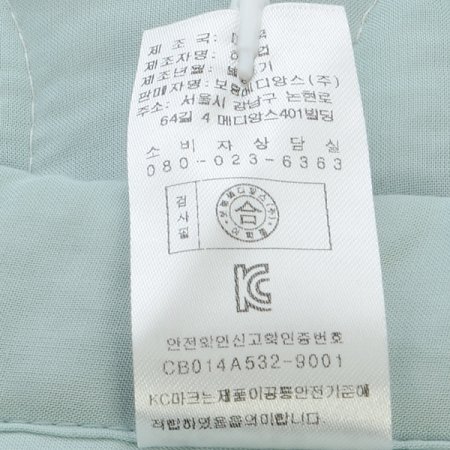 제조국:
제조자명:
제조년월:
판매자명: 보령메디앙스(주)
주소: 서울시 강남구 논현로
64길 4 메디앙스401빌딩
소비자상담실
080-023-6363
검사필
합
KC
안전확인신고확인증번호
CB014A532-9001
KC마크는 제품이 공통안전기준에
적합하였음을 의미합니다